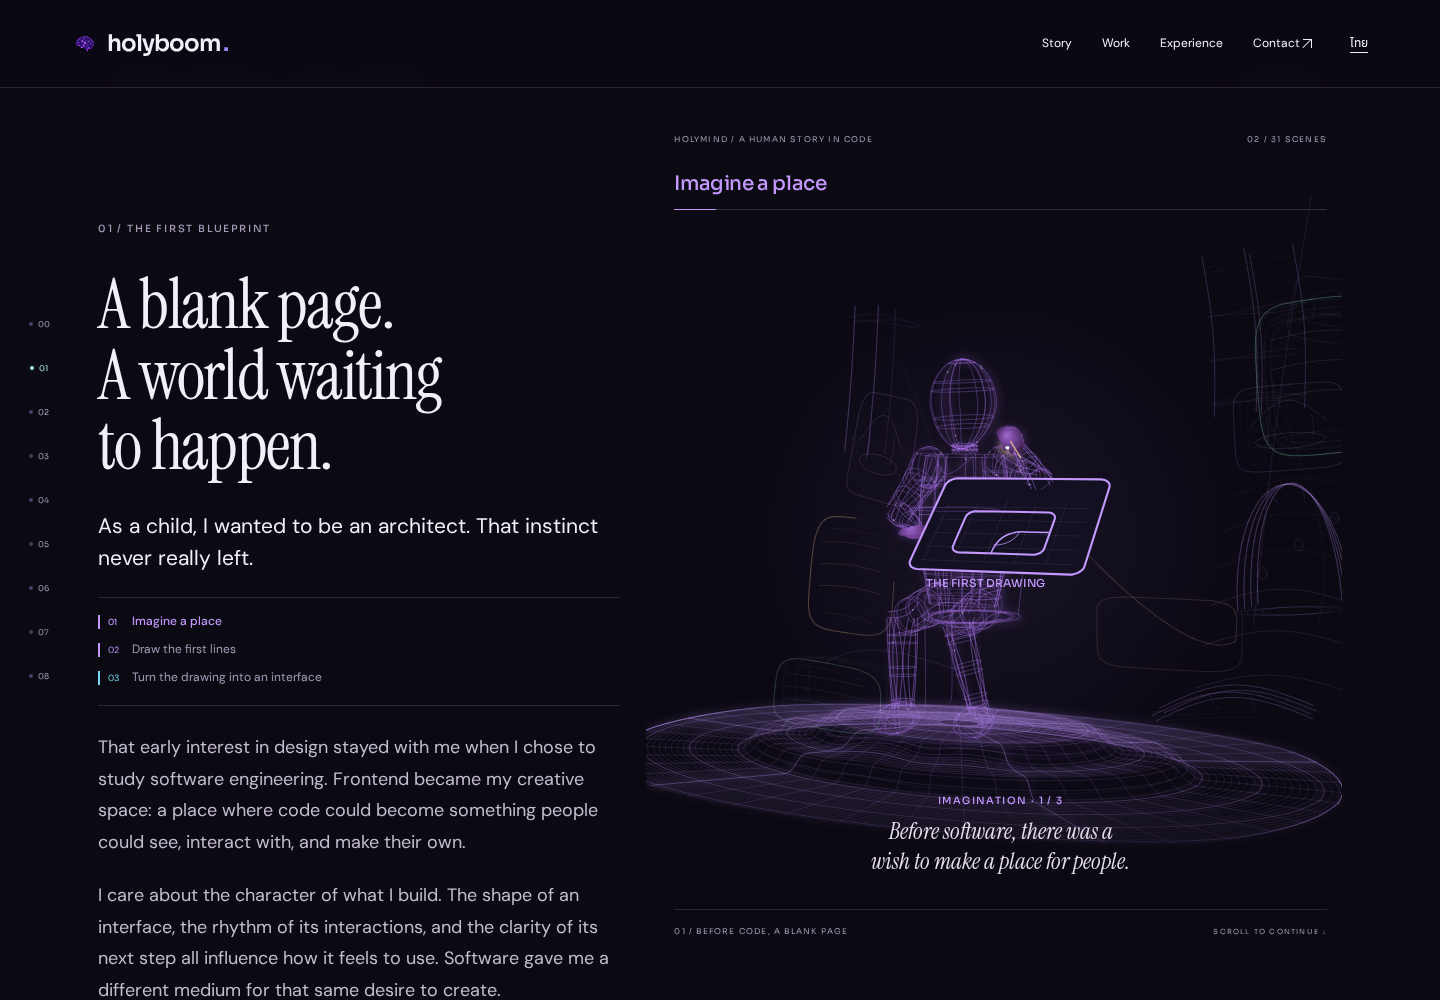 holyboom.
Story
Work
Experience
Contact
ไทย
HOLYMIND / A HUMAN STORY IN CODE
02 / 31 SCENES
Imagine a place
01 / THE FIRST BLUEPRINT
A blank page.
A world waiting
to happen.
00
01
02
03
04
05
06
07
08
As a child, I wanted to be an architect. That instinct
never really left.
01 Imagine a place
02 Draw the first lines
03 Turn the drawing into an interface
That early interest in design stayed with me when I chose to
study software engineering. Frontend became my creative
space: a place where code could become something people
could see, interact with, and make their own.
I care about the character of what I build. The shape of an
interface, the rhythm of its interactions, and the clarity of its
next step all influence how it feels to use. Software gave me a
different medium for that same desire to create.
THE FIRST DRAWING
IMAGINATION · 1 / 3
Before software, there was a
wish to make a place for people.
01 / BEFORE CODE, A BLANK PAGE
SCROLL TO CONTINUE ↓